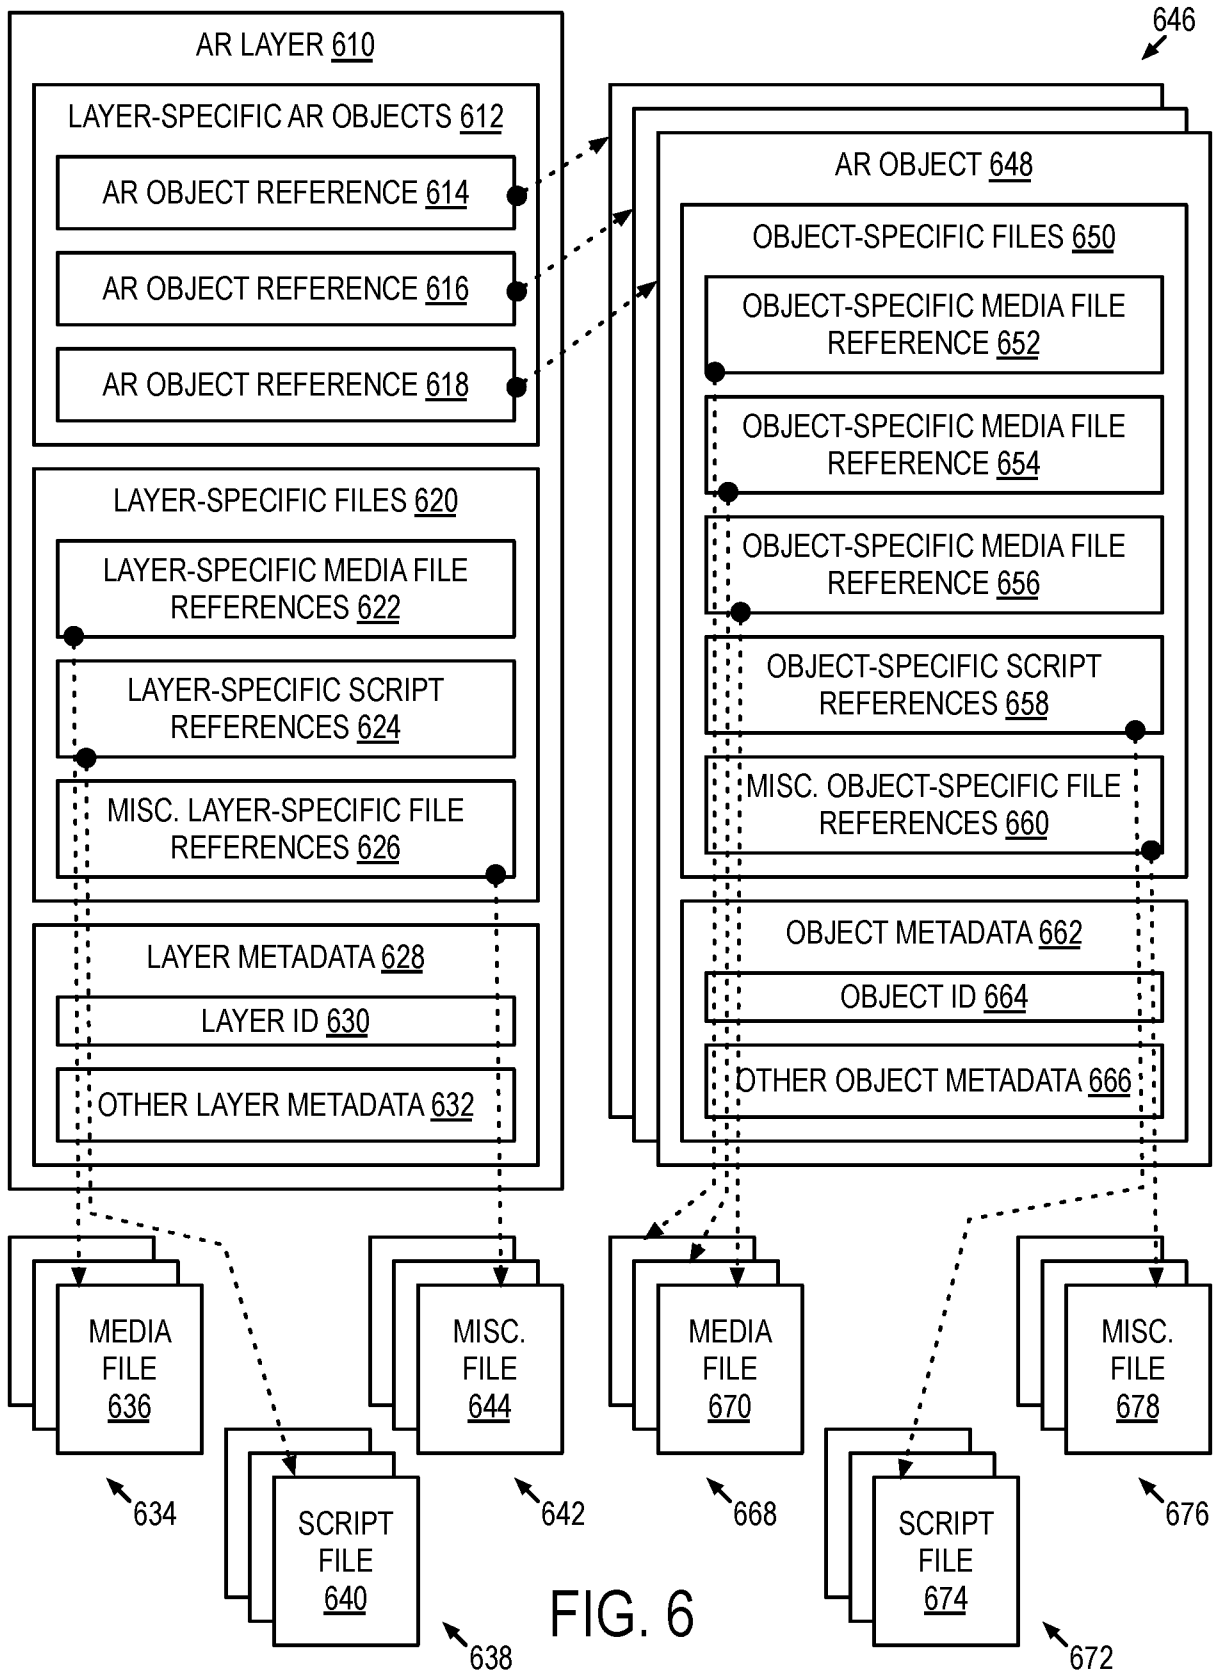 AR LAYER 610
LAYER-SPECIFIC AR OBJECTS 612
AR OBJECT REFERENCE 614
AR OBJECT REFERENCE 616
AR OBJECT REFERENCE 618
LAYER-SPECIFIC FILES 620
LAYER-SPECIFIC MEDIA FILE
REFERENCES 622
LAYER-SPECIFIC SCRIPT
REFERENCES 624
MISC. LAYER-SPECIFIC FILE
REFERENCES 626
LAYER METADATA 628
LAYER ID 630
OTHER LAYER METADATA 632
646
AR OBJECT 648
OBJECT-SPECIFIC FILES 650
OBJECT-SPECIFIC MEDIA FILE
REFERENCE 652
OBJECT-SPECIFIC MEDIA FILE
REFERENCE 654
OBJECT-SPECIFIC MEDIA FILE
REFERENCE 656
OBJECT-SPECIFIC SCRIPT
REFERENCES 658
MISC. OBJECT-SPECIFIC FILE
REFERENCES 660
OBJECT METADATA 662
OBJECT ID 664
OTHER OBJECT METADATA 666
MEDIA
FILE
636
634
SCRIPT
FILE
640
638
MISC.
FILE
644
642
MEDIA
FILE
670
668
SCRIPT
FILE
674
672
MISC.
FILE
678
676
FIG. 6